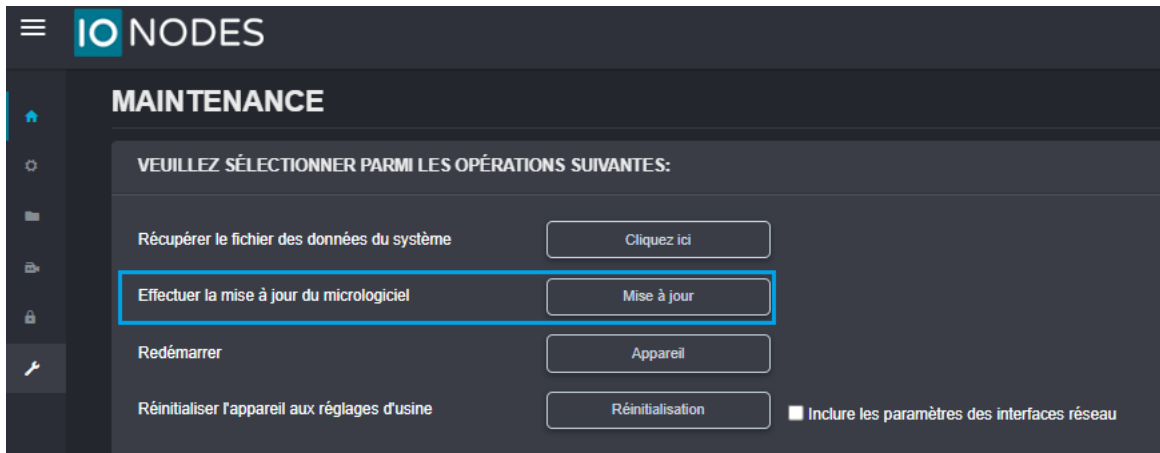 IO NODES
MAINTENANCE
VEUILLEZ SÉLECTIONNER PARMI LES OPÉRATIONS SUIVANTES:
Récupérer le fichier des données du système Cliquez ici
Effectuer la mise à jour du micrologiciel Mise à jour
Redémarrer Appareil
Réinitialiser l'appareil aux réglages d'usine Réinitialisation Inclure les paramètres des interfaces réseau